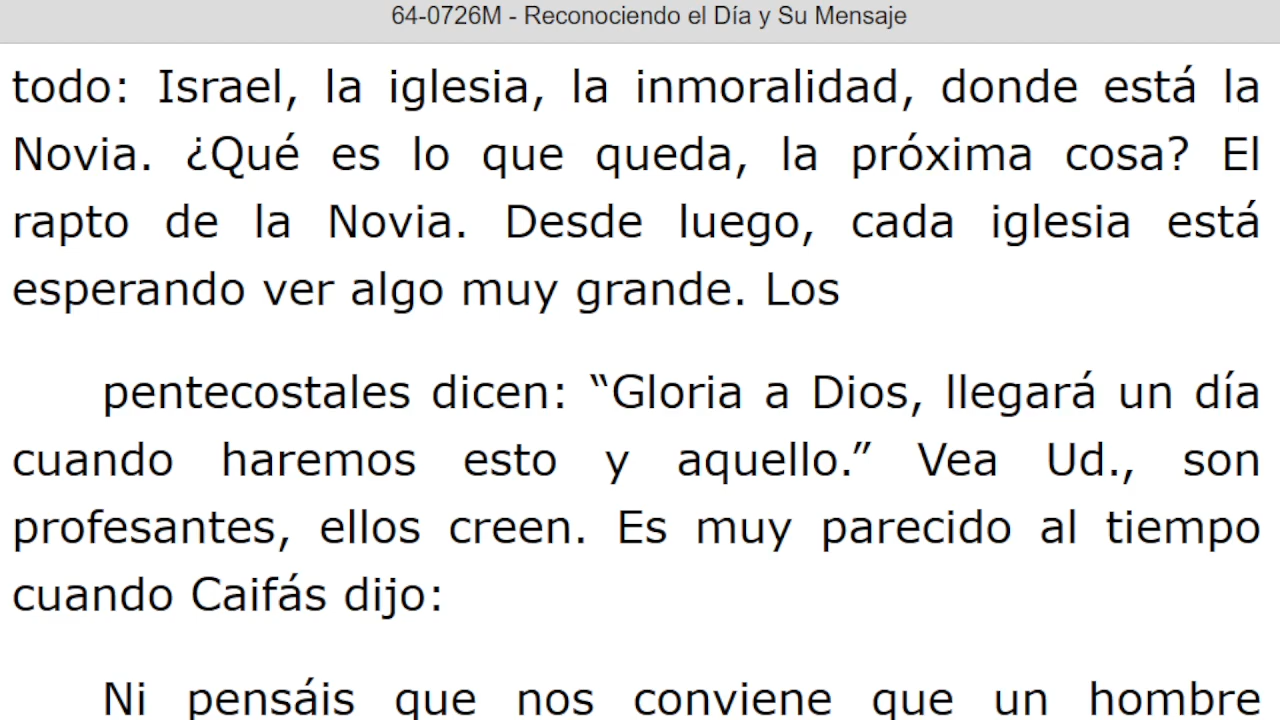 64-0726M - Reconociendo el Día y Su Mensaje
todo: Israel, la iglesia, la inmoralidad, donde está la
Novia. ¿Qué es lo que queda, la próxima cosa? El
rapto de la Novia. Desde luego, cada iglesia está
esperando ver algo muy grande. Los
pentecostales dicen: “Gloria a Dios, llegará un día
cuando haremos esto y aquello.” Vea Ud., son
profesantes, ellos creen. Es muy parecido al tiempo
cuando Caifás dijo:
Ni pensáis que nos conviene que un hombre